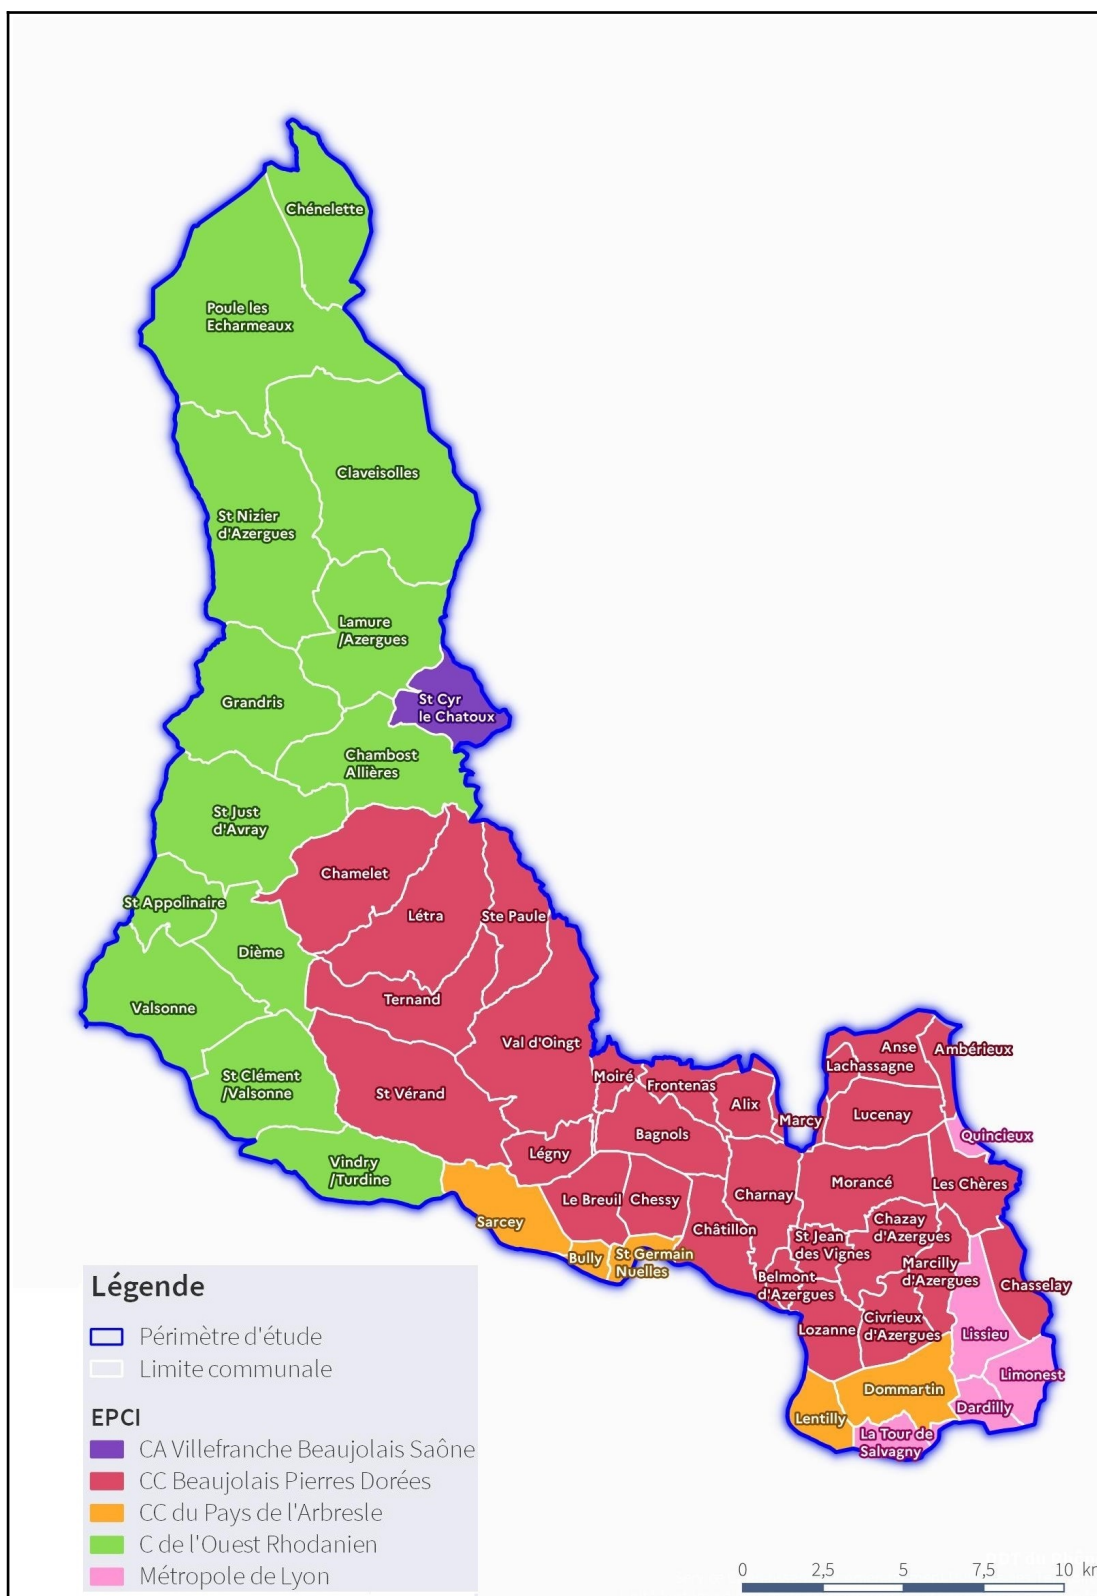 Chénelette
Poule les
Echarmeaux
Claveisolles
St Nizier
d'Azergues
Lamure
/Azergues
Grandris
St Cyr
le Chatoux
Chambost
Allières
St Just
d'Avray
Chamelet
St Appolinaire
Létra
Ste Paule
Dième
Ternand
Valsonne
Val d'Oingt
Anse
Ambérieux
Lachassagne
St Clément
/Valsonne
Moiré
Frontenas
St Vérand
Alix
Marcy
Lucenay
Bagnols
Quincieux
Légny
Vindry
/Turdine
Morancé
Les Chères
Le Breuil
Chessy
Charnay
Sarcey
Châtillon
Chazay
d'Azergues
St Jean
des Vignes
Bully
St Germain
Nuelles
Marcilly
d'Azergues
Belmont
d'Azergues
Chasselay
Lozanne
Civrieux
d'Azergues
Lissieu
Limonest
Dommartin
Dardilly
Lentilly
La Tour de
Salvagny
Légende
Périmètre d'étude
Limite communale
EPCI
CA Villefranche Beaujolais Saône
CC Beaujolais Pierres Dorées
CC du Pays de l'Arbresle
C de l'Ouest Rhodanien
Métropole de Lyon
0 2,5 5 7,5 10 km